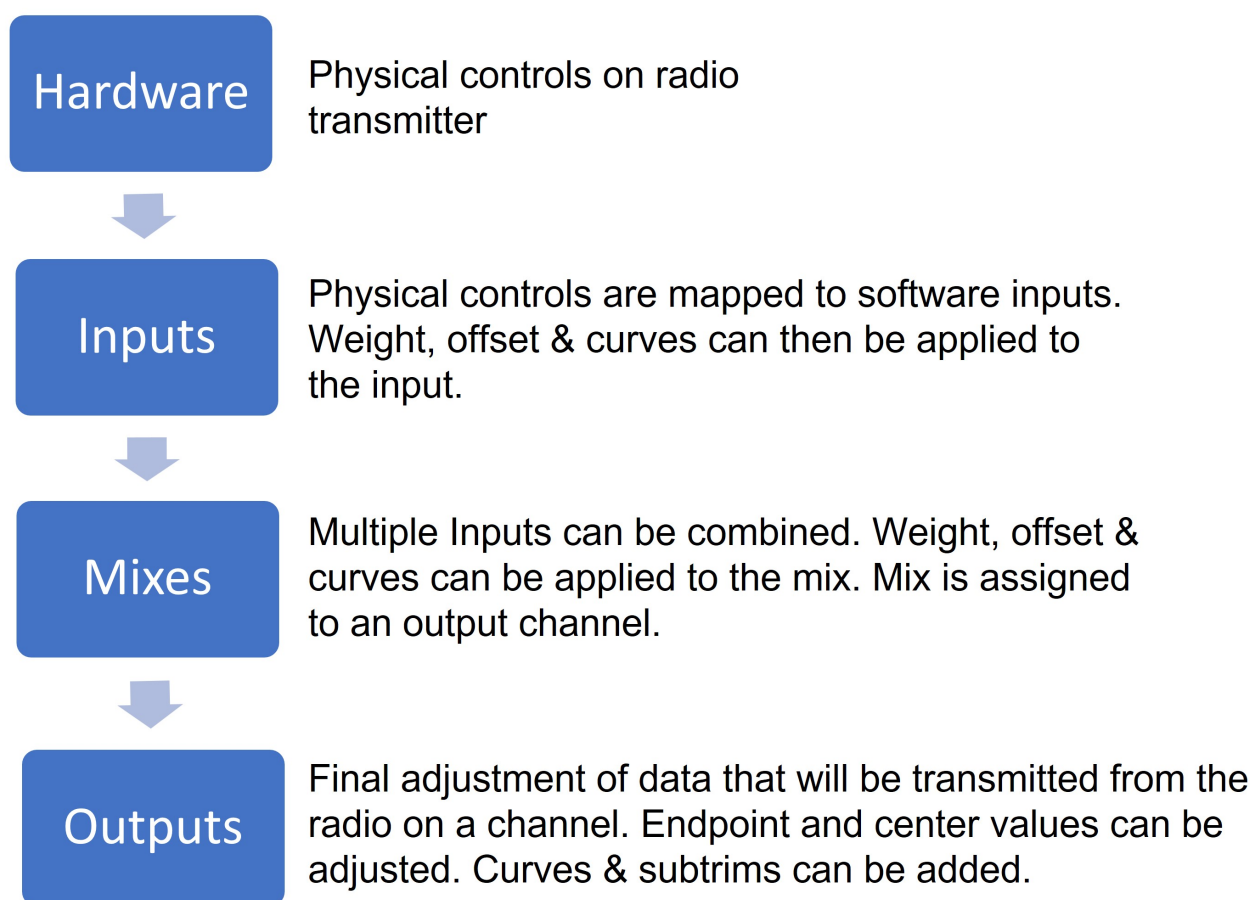 Hardware
Physical controls on radio
transmitter
Inputs
Physical controls are mapped to software inputs.
Weight, offset & curves can then be applied to
the input.
Mixes
Multiple Inputs can be combined. Weight, offset &
curves can be applied to the mix. Mix is assigned
to an output channel.
Outputs
Final adjustment of data that will be transmitted from the
radio on a channel. Endpoint and center values can be
adjusted. Curves & subtrims can be added.